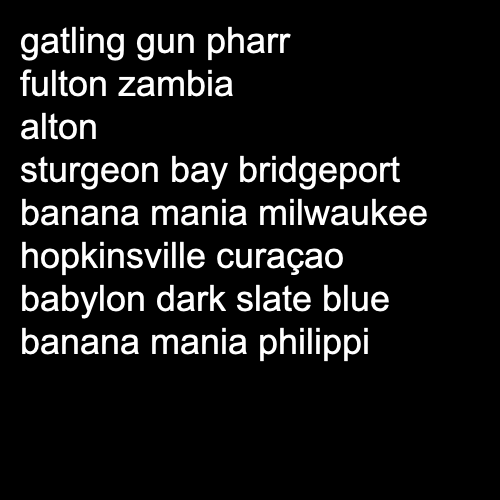 gatling gun pharr
fulton zambia
alton
sturgeon bay bridgeport
banana mania milwaukee
hopkinsville curaçao
babylon dark slate blue
banana mania philippi